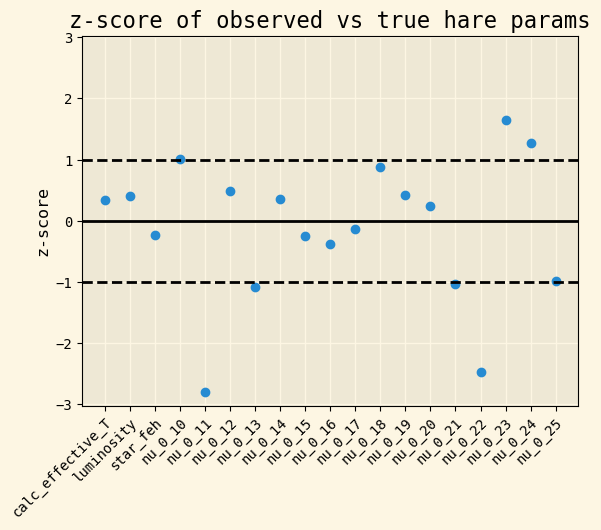 z-score of observed vs true hare params
z-score
3
2
1
0
−1
−2
−3
calc_effective_T
luminosity
star_feh
nu_0_10
nu_0_11
nu_0_12
nu_0_13
nu_0_14
nu_0_15
nu_0_16
nu_0_17
nu_0_18
nu_0_19
nu_0_20
nu_0_21
nu_0_22
nu_0_23
nu_0_24
nu_0_25